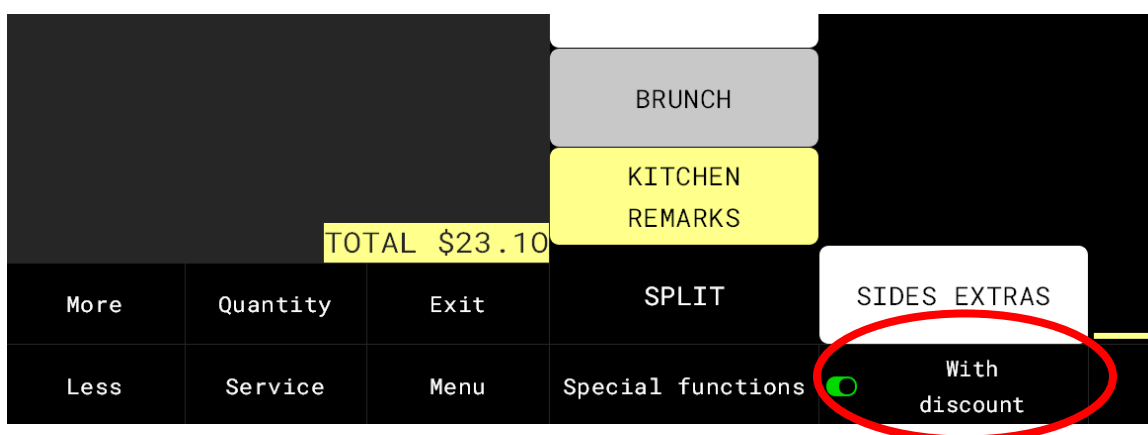 BRUNCH
KITCHEN
REMARKS
TOTAL $23.10
More
Quantity
Exit
SPLIT
SIDES EXTRAS
Less
Service
Menu
Special functions
With
discount